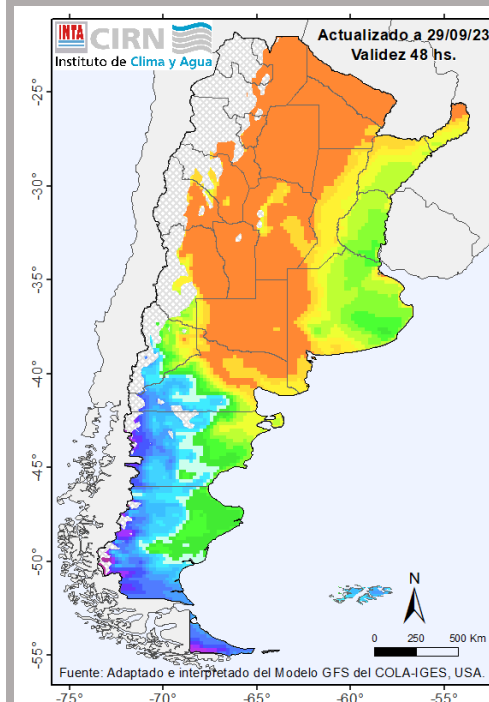 INTA CIRN
Instituto de Clima y Agua
Actualizado a 29/09/23
Validez 48 hs.
-25°
-30°
-35°
-40°
-45°
-50°
-55°
N
0 250 500 Km
Fuente: Adaptado e interpretado del Modelo GFS del COLA-IGES, USA.
-75° -70° -65° -60° -55°